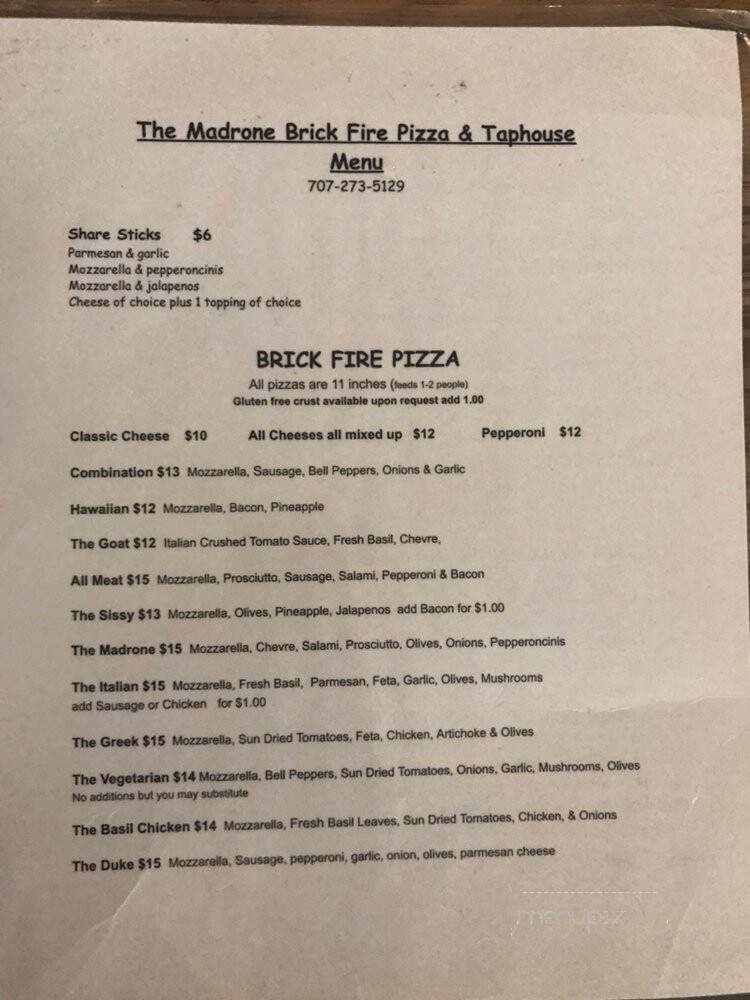 The Madrone Brick Fire Pizza & Taphouse
Menu
707-273-5129
Share Sticks $6
Parmesan & garlic
Mozzarella & pepperoncinis
Mozzarella & jalapenos
Cheese of choice plus 1 topping of choice
BRICK FIRE PIZZA
All pizzas are 11 inches (feeds 1-2 people)
Gluten free crust available upon request add 1.00
Classic Cheese $10 All Cheeses all mixed up $12 Pepperoni $12
Combination $13 Mozzarella, Sausage, Bell Peppers, Onions & Garlic
Hawaiian $12 Mozzarella, Bacon, Pineapple
The Goat $12 Italian Crushed Tomato Sauce, Fresh Basil, Chevre,
All Meat $15 Mozzarella, Prosciutto, Sausage, Salami, Pepperoni & Bacon
The Sissy $13 Mozzarella, Olives, Pineapple, Jalapenos add Bacon for $1.00
The Madrone $15 Mozzarella, Chevre, Salami, Prosciutto, Olives, Onions, Pepperoncinis
The Italian $15 Mozzarella, Fresh Basil, Parmesan, Feta, Garlic, Olives, Mushrooms
add Sausage or Chicken for $1.00
The Greek $15 Mozzarella, Sun Dried Tomatoes, Feta, Chicken, Artichoke & Olives
The Vegetarian $14 Mozzarella, Bell Peppers, Sun Dried Tomatoes, Onions, Garlic, Mushrooms, Olives
No additions but you may substitute
The Basil Chicken $14 Mozzarella, Fresh Basil Leaves, Sun Dried Tomatoes, Chicken, & Onions
The Duke $15 Mozzarella, Sausage, pepperoni, garlic, onion, olives, parmesan cheese